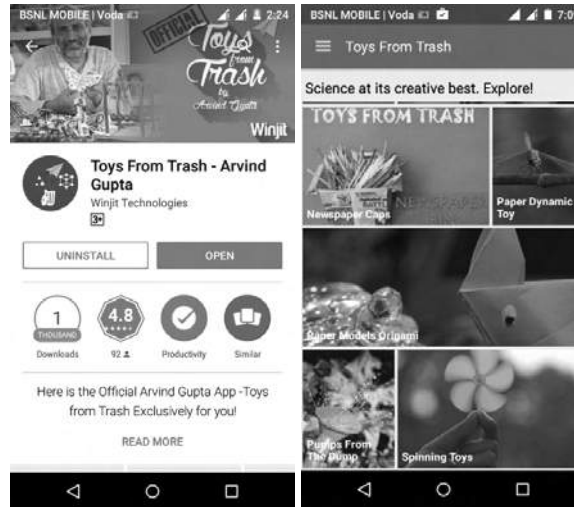 BSNL MOBILE | Voda 2:24
OFFICIAL
Toys
from
Trash
by
Arvind Gupta
Winjit
Toys From Trash - Arvind
Gupta
Winjit Technologies
3+
UNINSTALL
OPEN
1
THOUSAND
Downloads
4.8
92
Productivity
Similar
Here is the Official Arvind Gupta App -Toys
from Trash Exclusively for you!
READ MORE
BSNL MOBILE | Voda 7:0
Toys From Trash
Science at its creative best. Explore!
TOYS FROM TRASH
NEWSPAPER
Newspaper Caps
Paper Dynamic
Toy
Paper Models Origami
Pumps From
The Dump
Spinning Toys